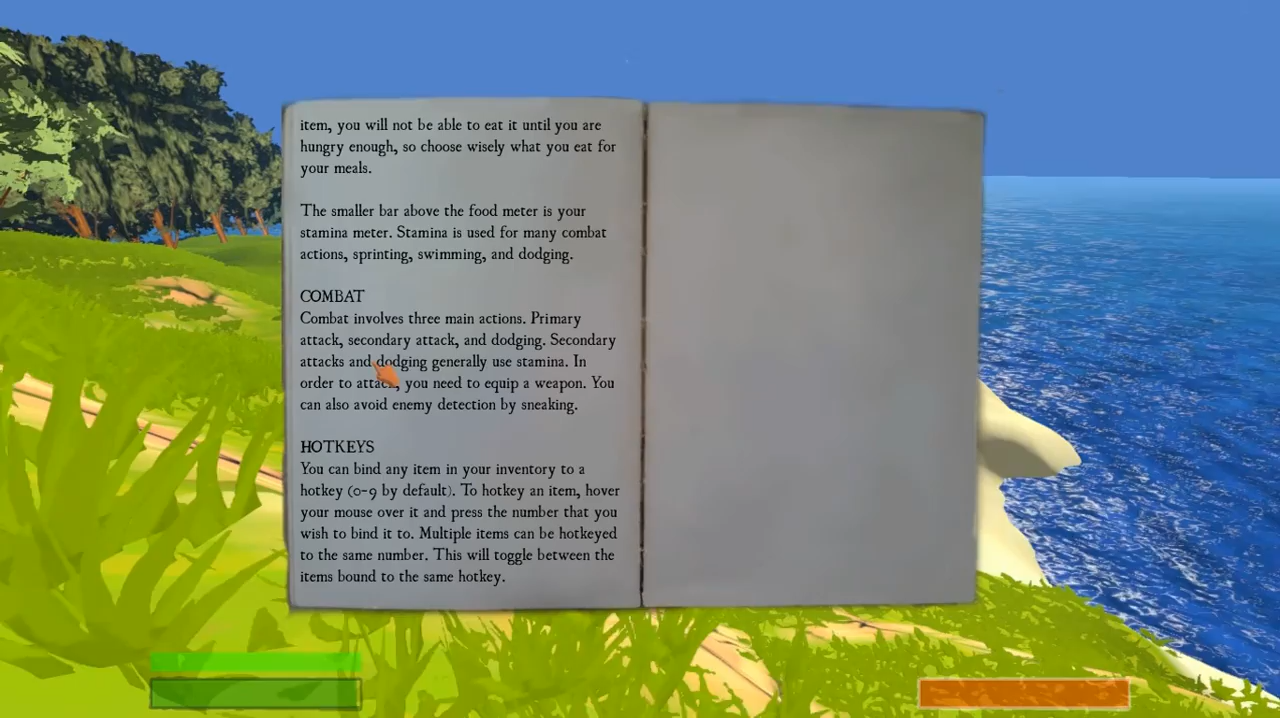 item, you will not be able to eat it until you are
hungry enough, so choose wisely what you eat for
your meals.
The smaller bar above the food meter is your
stamina meter. Stamina is used for many combat
actions, sprinting, swimming, and dodging.
COMBAT
Combat involves three main actions. Primary
attack, secondary attack, and dodging. Secondary
attacks and dodging generally use stamina. In
order to attack, you need to equip a weapon. You
can also avoid enemy detection by sneaking.
HOTKEYS
You can bind any item in your inventory to a
hotkey (0-9 by default). To hotkey an item, hover
your mouse over it and press the number that you
wish to bind it to. Multiple items can be hotkeyed
to the same number. This will toggle between the
items bound to the same hotkey.